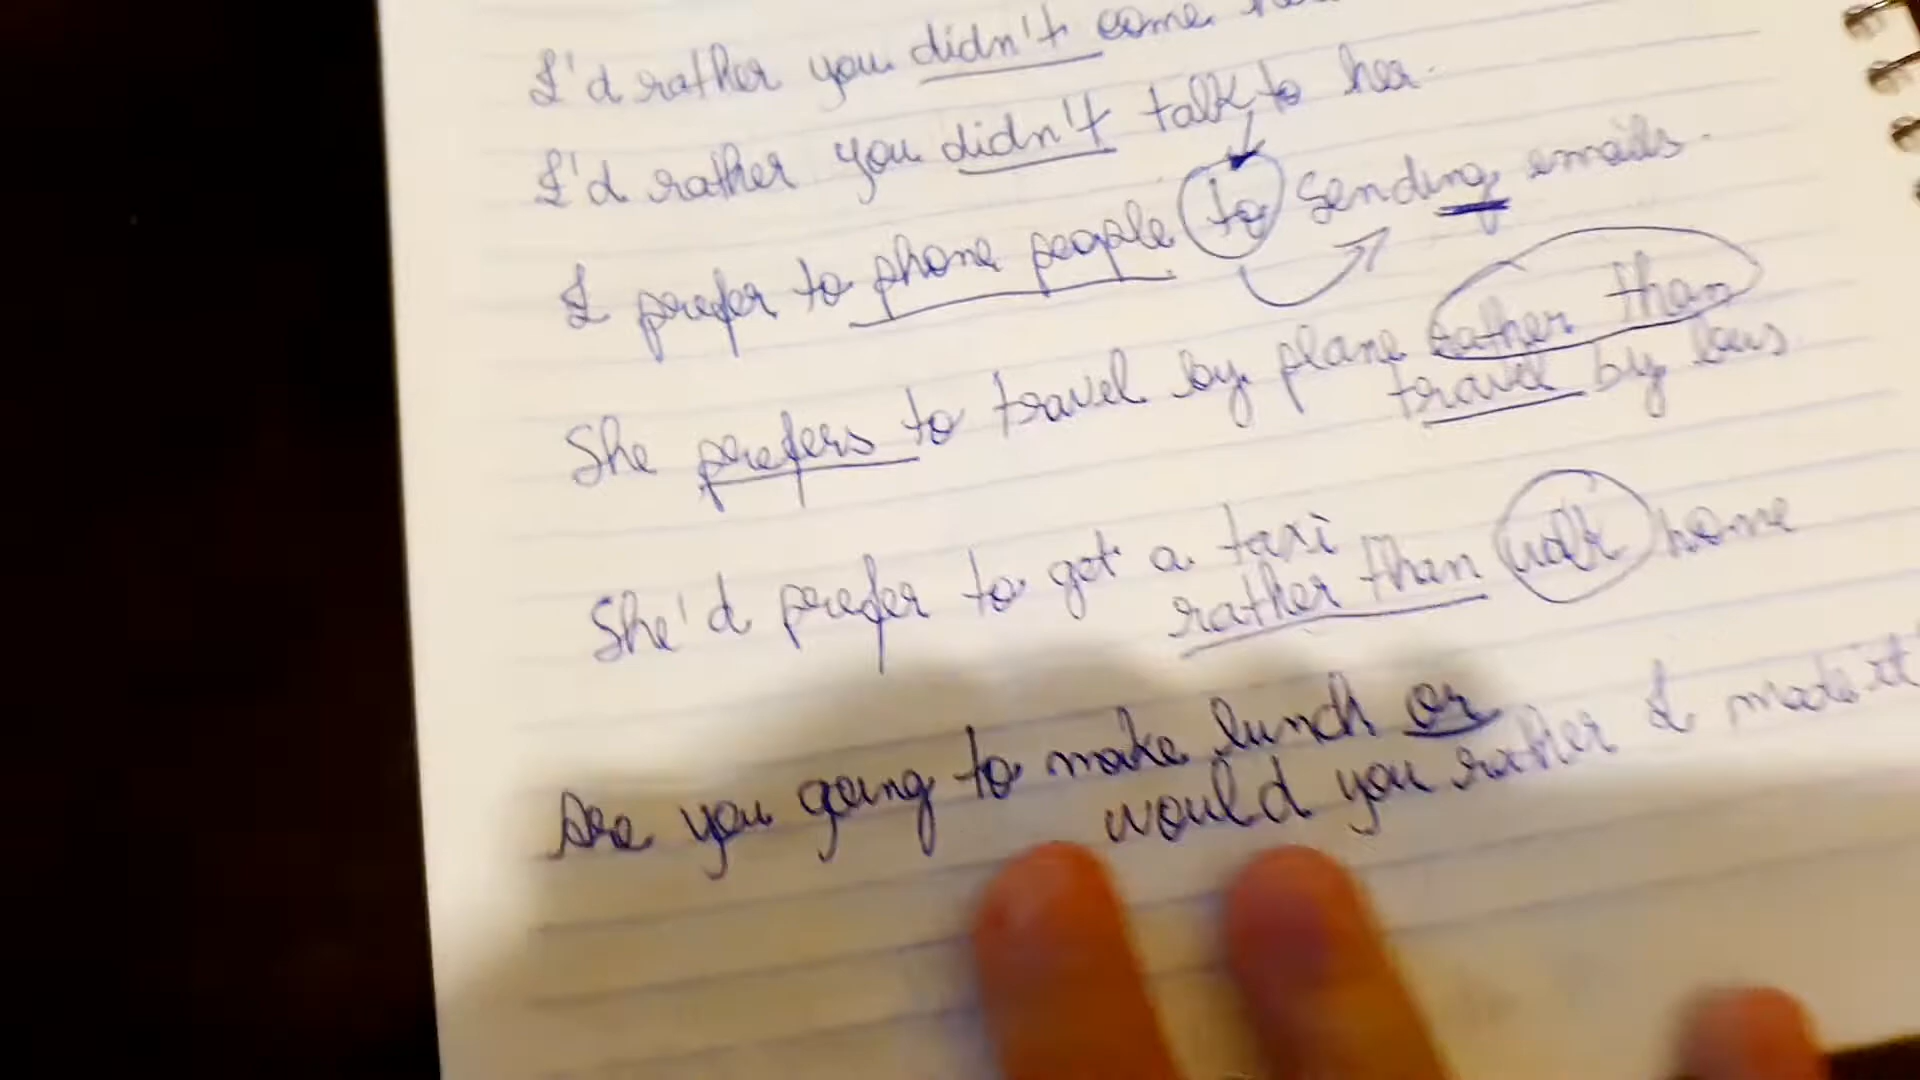 I'd rather you didn't come
I'd rather you didn't talk to her.
I prefer to phone people to sending emails.
She prefers to travel by plane rather than
travel by bus
She'd prefer to get a taxi
rather than walk home
Are you going to make lunch or
would you rather I made it